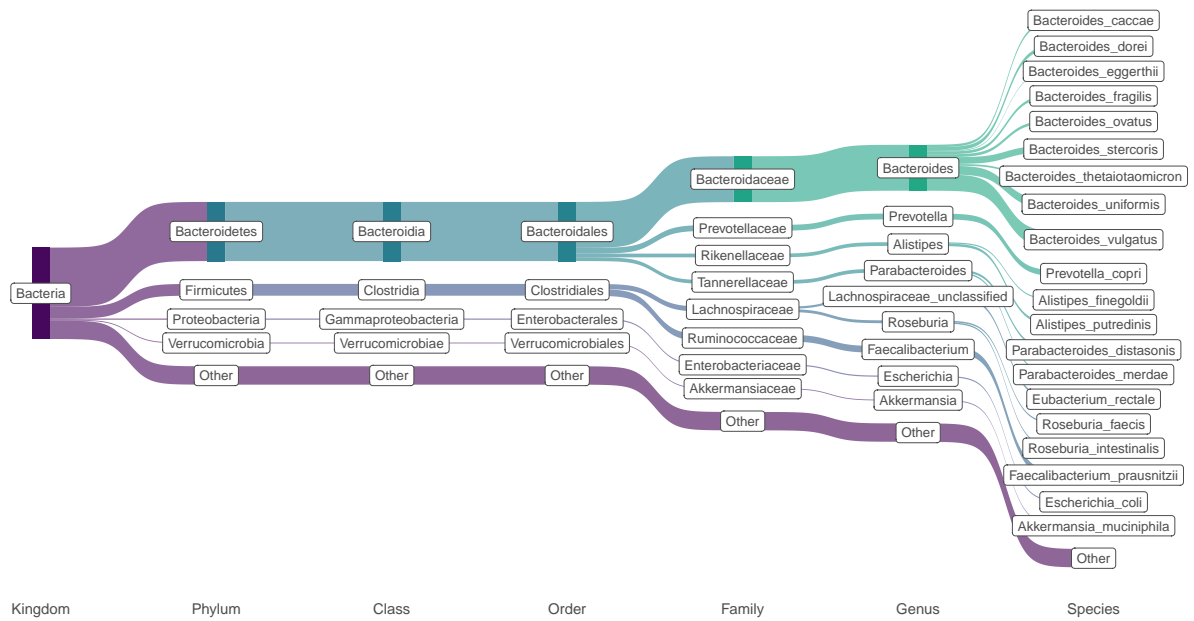 Bacteroides_caccae
Bacteroides_dorei
Bacteroides_eggerthii
Bacteroides_fragilis
Bacteroides_ovatus
Bacteroides_stercoris
Bacteroides_thetaiotaomicron
Bacteroides_uniformis
Bacteroides_vulgatus
Prevotella_copri
Alistipes_finegoldii
Alistipes_putredinis
Parabacteroides_distasonis
Parabacteroides_merdae
Eubacterium_rectale
Roseburia_faecis
Roseburia_intestinalis
Faecalibacterium_prausnitzii
Escherichia_coli
Akkermansia_muciniphila
Other
Bacteroides
Prevotella
Alistipes
Parabacteroides
Lachnospiraceae_unclassified
Roseburia
Faecalibacterium
Escherichia
Akkermansia
Other
Bacteroidaceae
Prevotellaceae
Rikenellaceae
Tannerellaceae
Lachnospiraceae
Ruminococcaceae
Enterobacteriaceae
Akkermansiaceae
Other
Bacteroidales
Clostridiales
Enterobacterales
Verrucomicrobiales
Other
Bacteroidia
Clostridia
Gammaproteobacteria
Verrucomicrobiae
Other
Bacteroidetes
Firmicutes
Proteobacteria
Verrucomicrobia
Other
Bacteria
Kingdom
Phylum
Class
Order
Family
Genus
Species